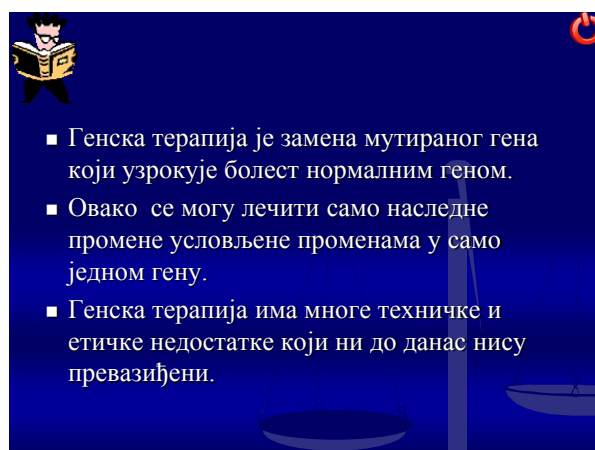 Генска терапија је замена мутираног гена
који узрокује болест нормалним геном.
Овако се могу лечити само наследне
промене условљене променама у само
једном гену.
Генска терапија има многе техничке и
етичке недостатке који ни до данас нису
превазиђени.